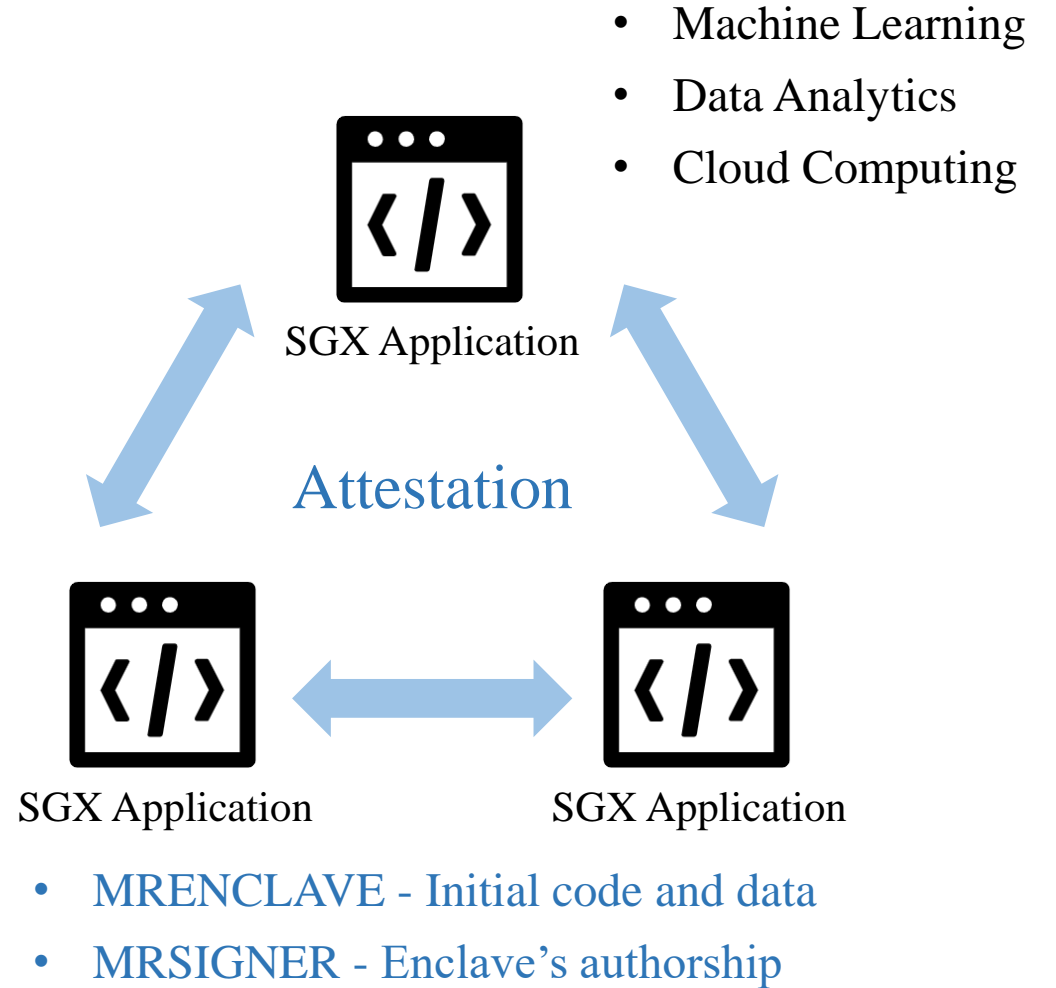 • Machine Learning
• Data Analytics
• Cloud Computing
SGX Application
Attestation
SGX Application
SGX Application
• MRENCLAVE - Initial code and data
• MRSIGNER - Enclave’s authorship